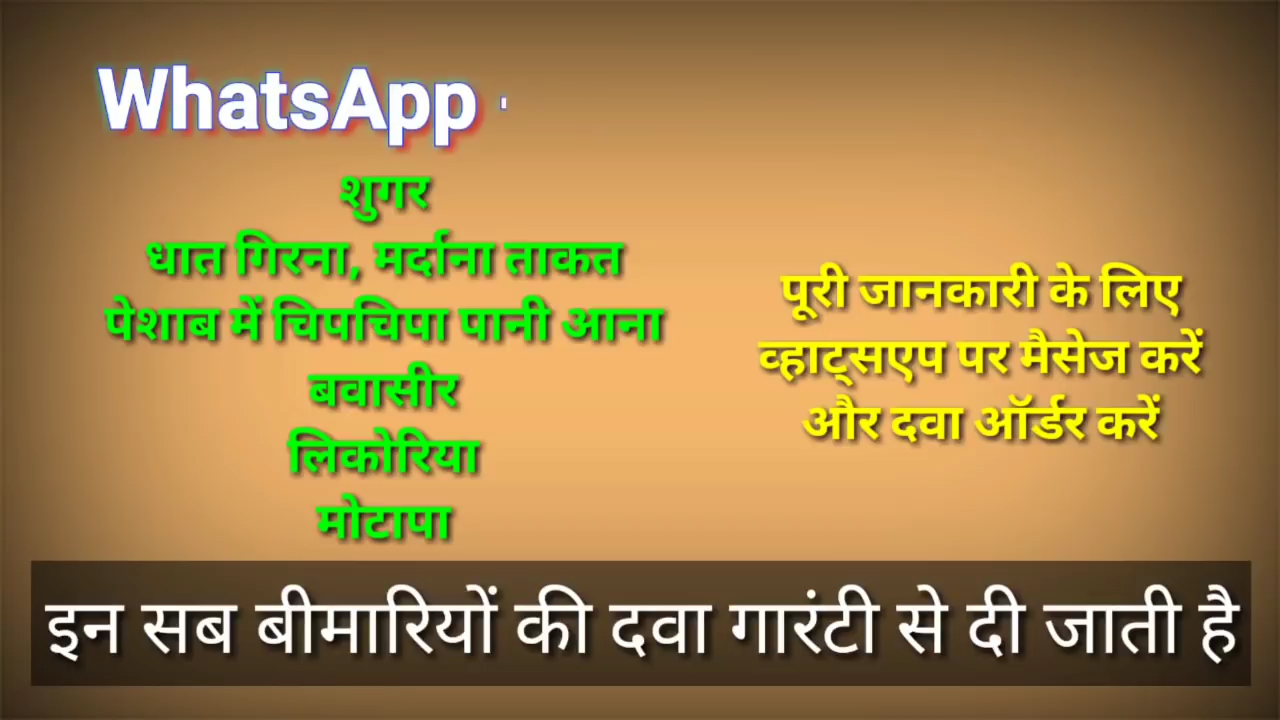 WhatsApp
शुगर
धात गिरना, मर्दाना ताकत
पेशाब में चिपचिपा पानी आना
बवासीर
लिकोरिया
मोटापा
पूरी जानकारी के लिए
व्हाट्सएप पर मैसेज करें
और दवा ऑर्डर करें
इन सब बीमारियों की दवा गारंटी से दी जाती है